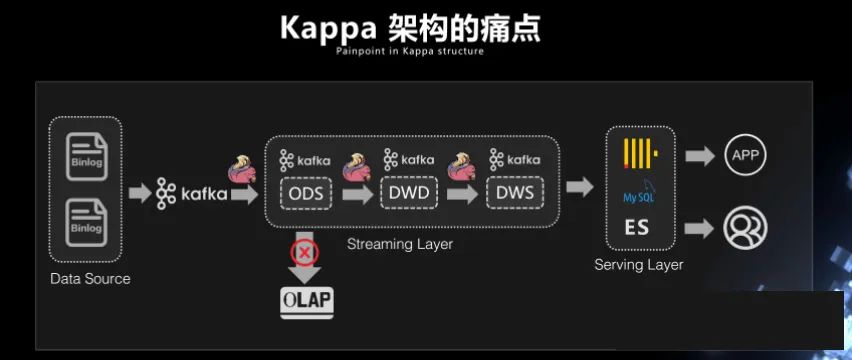 Kappa 架构的痛点
Painpoint in Kappa structure
Binlog
Binlog
Data Source
kafka
kafka
ODS
kafka
DWD
kafka
DWS
Streaming Layer
OLAP
MySQL
ES
Serving Layer
APP